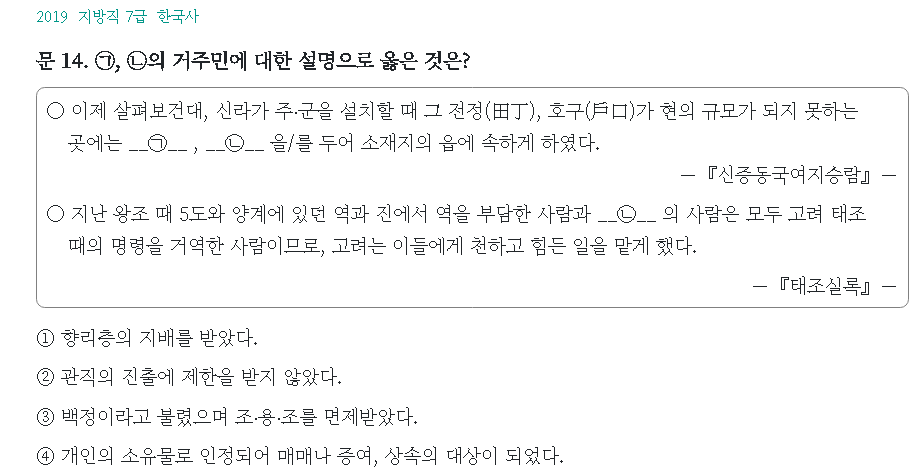 2019 지방직 7급 한국사
문 14. ㉠, ㉡의 거주민에 대한 설명으로 옳은 것은?
○ 이제 살펴보건대, 신라가 주·군을 설치할 때 그 전정(田丁), 호구(戶口)가 현의 규모가 되지 못하는
곳에는 __㉠__ , __㉡__ 을/를 두어 소재지의 읍에 속하게 하였다.
— 『신증동국여지승람』 —
○ 지난 왕조 때 5도와 양계에 있던 역과 진에서 역을 부담한 사람과 __㉡__ 의 사람은 모두 고려 태조
때의 명령을 거역한 사람이므로, 고려는 이들에게 천하고 힘든 일을 맡게 했다.
— 『태조실록』 —
① 향리층의 지배를 받았다.
② 관직의 진출에 제한을 받지 않았다.
③ 백정이라고 불렸으며 조·용·조를 면제받았다.
④ 개인의 소유물로 인정되어 매매나 증여, 상속의 대상이 되었다.